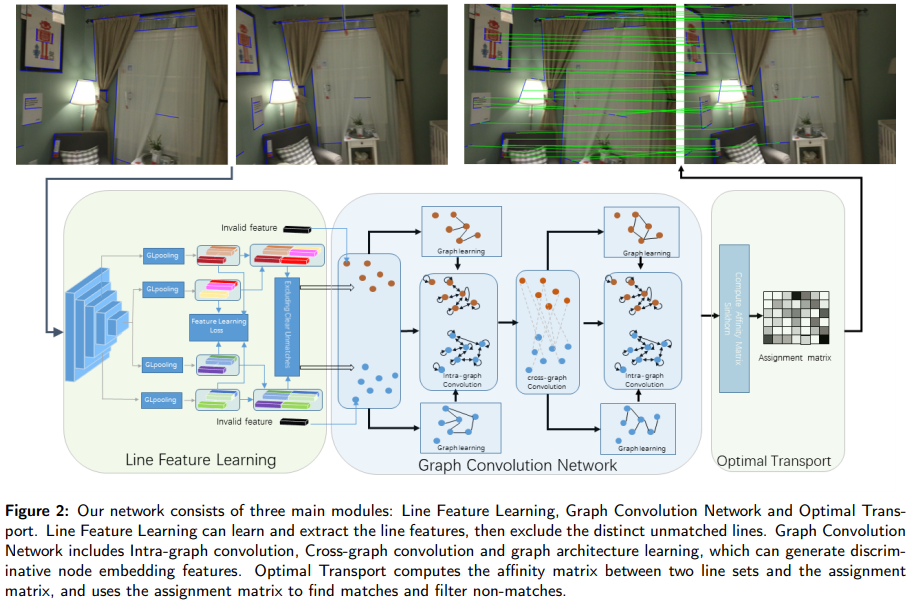 Invalid feature
GLpooling
GLpooling
Feature Learning
Loss
GLpooling
GLpooling
Excluding Clear Unmatches
Invalid feature
Line Feature Learning
Graph learning
intra-graph
Convolution
Graph learning
cross-graph
Convolution
Graph learning
intra-graph
Convolution
Graph learning
Graph Convolution Network
Compute Affinity Matrix
Sinkhorn
Assignment matrix
Optimal Transport
Figure 2: Our network consists of three main modules: Line Feature Learning, Graph Convolution Network and Optimal Trans-
port. Line Feature Learning can learn and extract the line features, then exclude the distinct unmatched lines. Graph Convolution
Network includes Intra-graph convolution, Cross-graph convolution and graph architecture learning, which can generate discrim-
inative node embedding features. Optimal Transport computes the affinity matrix between two line sets and the assignment
matrix, and uses the assignment matrix to find matches and filter non-matches.